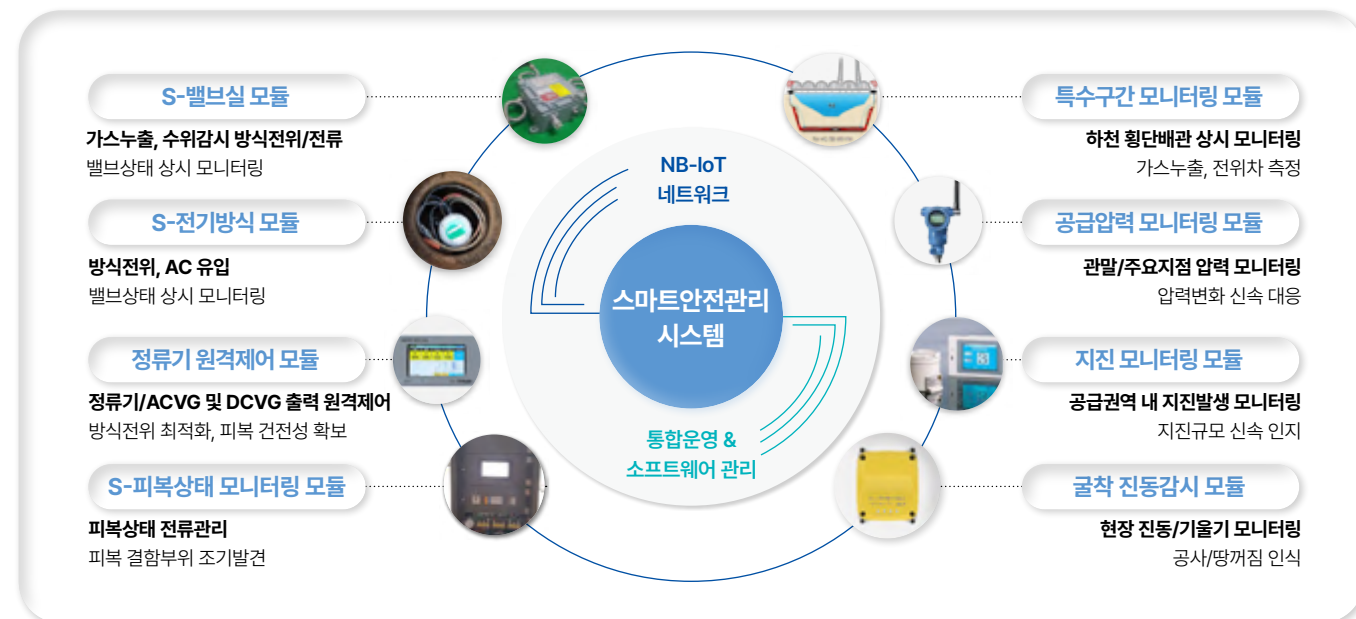 S-밸브실 모듈
가스누출, 수위감시 방식전위/전류
밸브상태 상시 모니터링
S-전기방식 모듈
방식전위, AC 유입
밸브상태 상시 모니터링
정류기 원격제어 모듈
정류기/ACVG 및 DCVG 출력 원격제어
방식전위 최적화, 피복 건전성 확보
S-피복상태 모니터링 모듈
피복상태 전류관리
피복 결함부위 조기발견
NB-IoT
네트워크
스마트안전관리
시스템
통합운영 &
소프트웨어 관리
특수구간 모니터링 모듈
하천 횡단배관 상시 모니터링
가스누출, 전위차 측정
공급압력 모니터링 모듈
관말/주요지점 압력 모니터링
압력변화 신속 대응
지진 모니터링 모듈
공급권역 내 지진발생 모니터링
지진규모 신속 인지
굴착 진동감시 모듈
현장 진동/기울기 모니터링
공사/땅꺼짐 인식